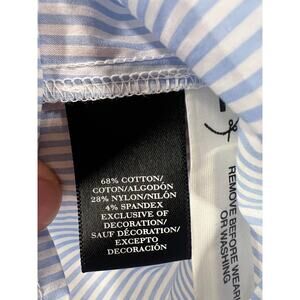 68% COTTON/
COTON/ALGODÓN
28% NYLON/NILÓN
4% SPANDEX
EXCLUSIVE OF
DECORATION/
SAUF DÉCORATION/
EXCEPTO
DECORACIÓN
REMOVE BEFORE WEAR
OR WASHING